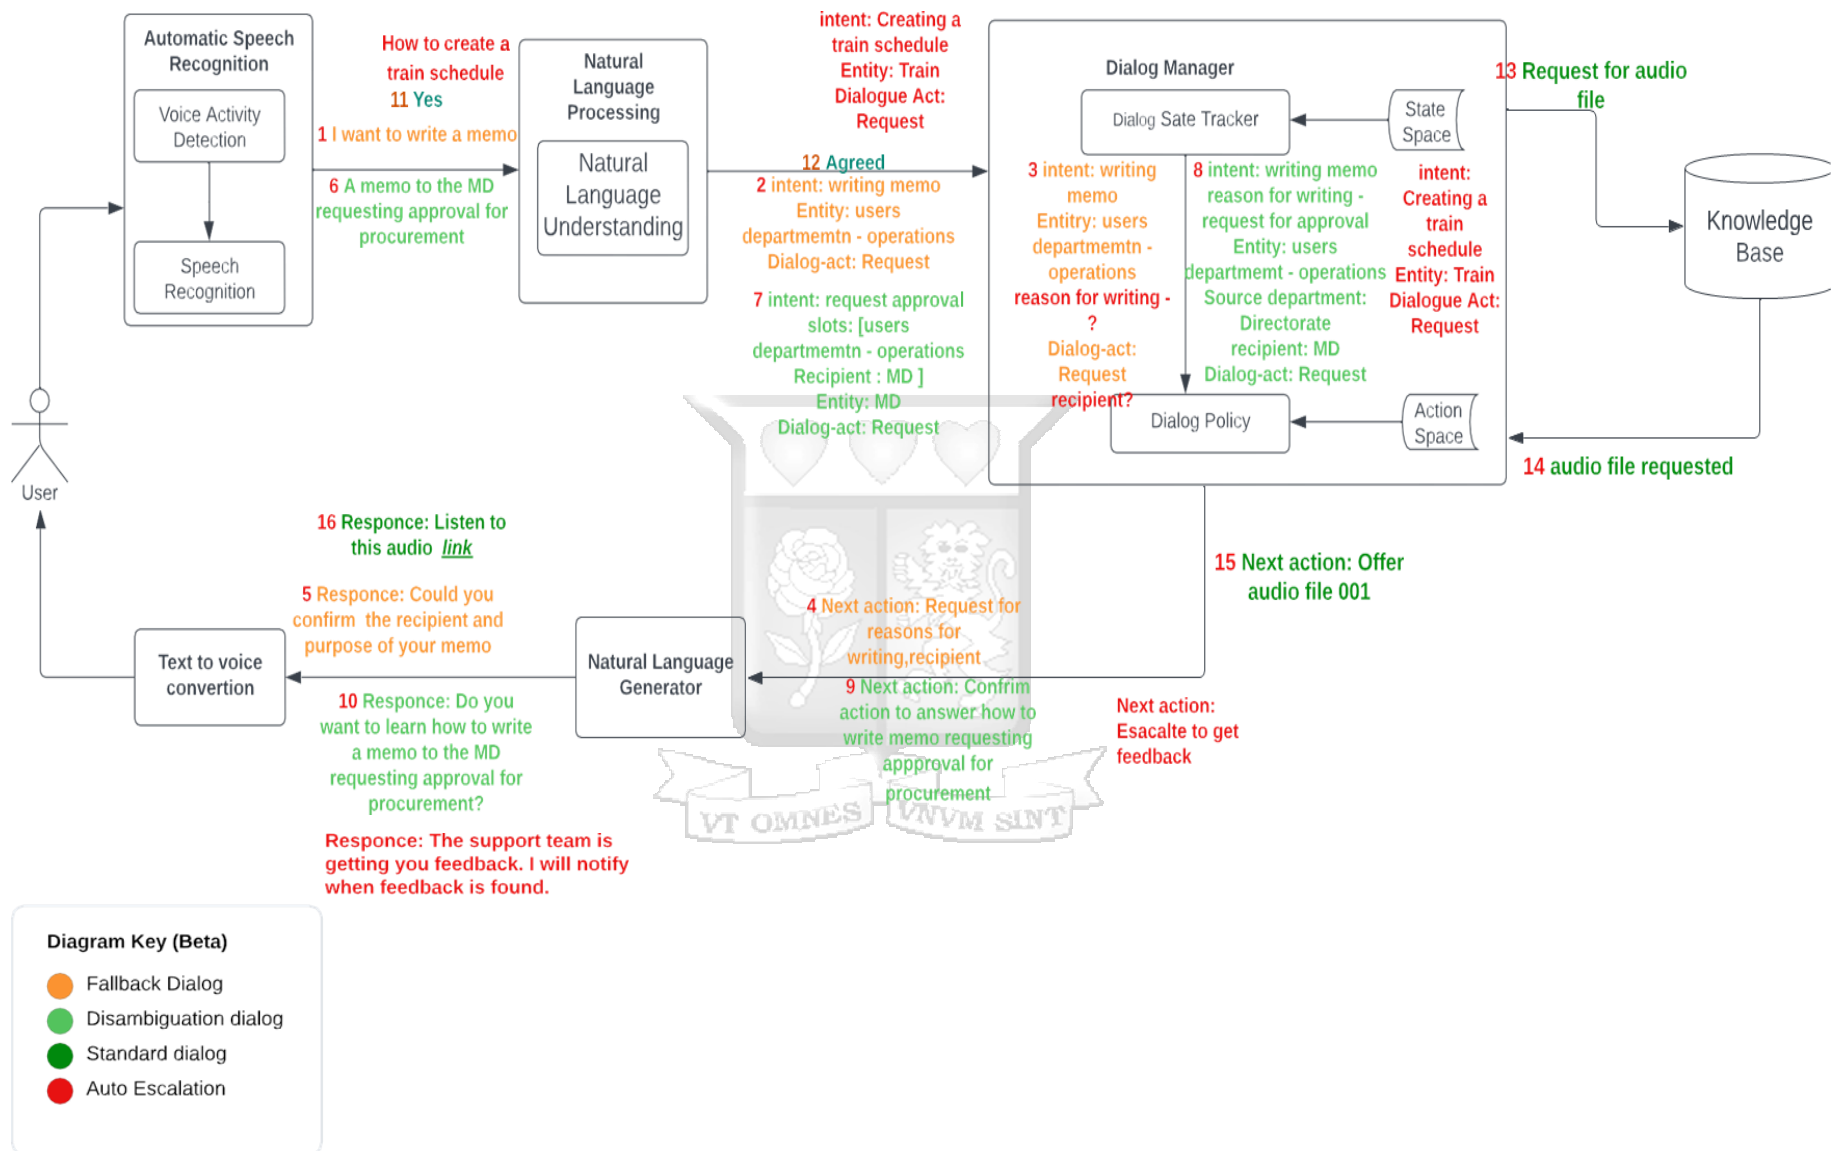 Automatic Speech
Recognition
Voice Activity
Detection
Speech
Recognition
How to create a
train schedule
11 Yes
1 I want to write a memo
6 A memo to the MD
requesting approval for
procurement
Natural
Language
Processing
Natural
Language
Understanding
intent: Creating a
train schedule
Entity: Train
Dialogue Act:
Request
12 Agreed
2 intent: writing memo
Entity: users
departmemtn - operations
Dialog-act: Request
7 intent: request approval
slots: [users
departmemtn - operations
Recipient : MD ]
Entity: MD
Dialog-act: Request
Dialog Manager
Dialog Sate Tracker
State
Space
3 intent: writing
memo
Entitry: users
departmemtn -
operations
reason for writing -
?
Dialog-act:
Request
recipient?
8 intent: writing memo
reason for writing -
request for approval
Entity: users
departmemt - operations
Source department:
Directorate
recipient: MD
Dialog-act: Request
intent:
Creating a
train
schedule
Entity: Train
Dialogue Act:
Request
Dialog Policy
Action
Space
13 Request for audio
file
Knowledge
Base
14 audio file requested
User
16 Responce: Listen to
this audio link
5 Responce: Could you
confirm the recipient and
purpose of your memo
Text to voice
convertion
10 Responce: Do you
want to learn how to write
a memo to the MD
requesting approval for
procurement?
Responce: The support team is
getting you feedback. I will notify
when feedback is found.
Natural Language
Generator
4 Next action: Request for
reasons for
writing,recipient
9 Next action: Confrim
action to answer how to
write memo requesting
appproval for
procurement
15 Next action: Offer
audio file 001
Next action:
Esacalte to get
feedback
VT OMNES VNVM SINT
Diagram Key (Beta)
Fallback Dialog
Disambiguation dialog
Standard dialog
Auto Escalation